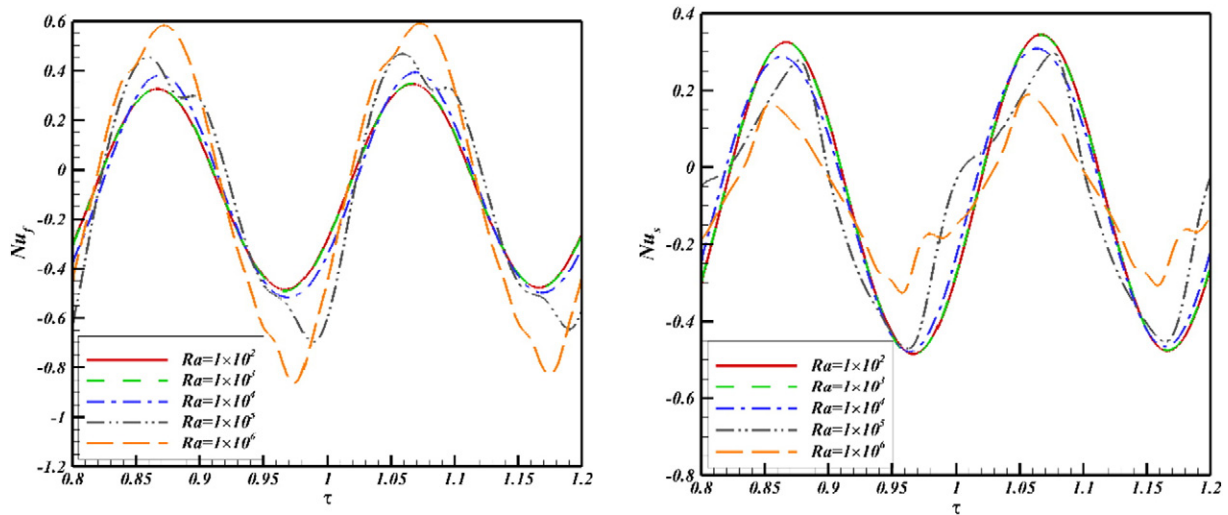 0.6
0.4
0.2
0
-0.2
-0.4
-0.6
-0.8
-1
-1.2
Nu_f
Ra=1×10²
Ra=1×10³
Ra=1×10⁴
Ra=1×10⁵
Ra=1×10⁶
0.8 0.85 0.9 0.95 1 1.05 1.1 1.15 1.2
τ
0.4
0.2
0
-0.2
-0.4
-0.6
-0.8
Nu_s
Ra=1×10²
Ra=1×10³
Ra=1×10⁴
Ra=1×10⁵
Ra=1×10⁶
0.8 0.85 0.9 0.95 1 1.05 1.1 1.15 1.2
τ